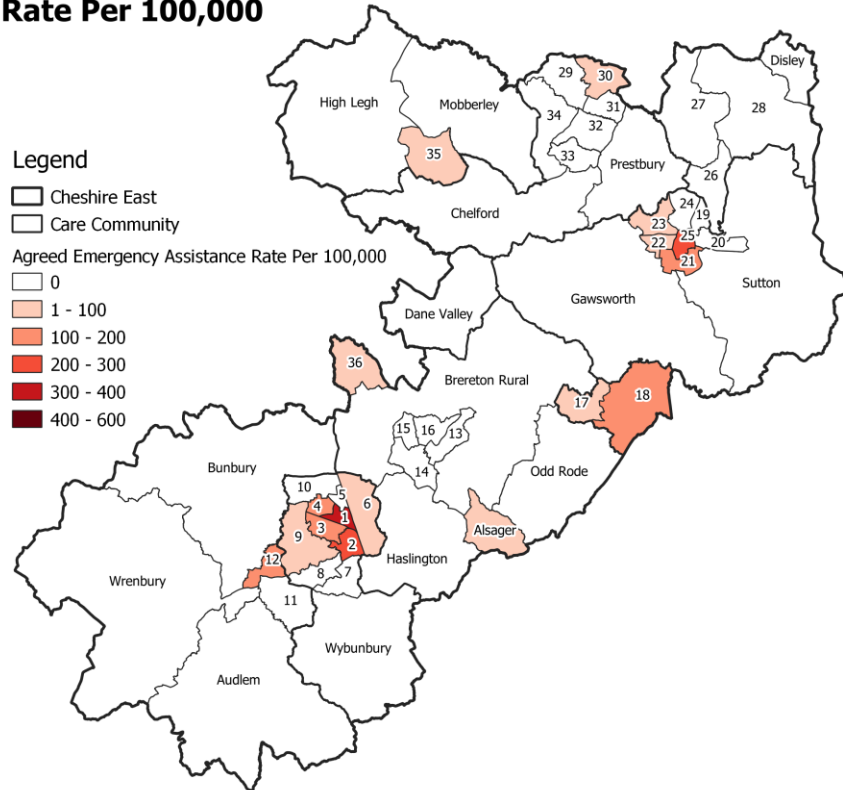 Rate Per 100,000
Disley
29
30
High Legh
Mobberley
27
28
31
34
32
35
33
Prestbury
Legend
26
Cheshire East
24
Chelford
19
Care Community
23
25
20
22
Agreed Emergency Assistance Rate Per 100,000
21
0
Sutton
Gawsworth
1 - 100
Dane Valley
100 - 200
200 - 300
36
Brereton Rural
300 - 400
18
17
400 - 600
15
16
13
Bunbury
14
Odd Rode
10
5
6
4
1
Alsager
3
9
2
12
Haslington
8
7
Wrenbury
11
Wybunbury
Audlem